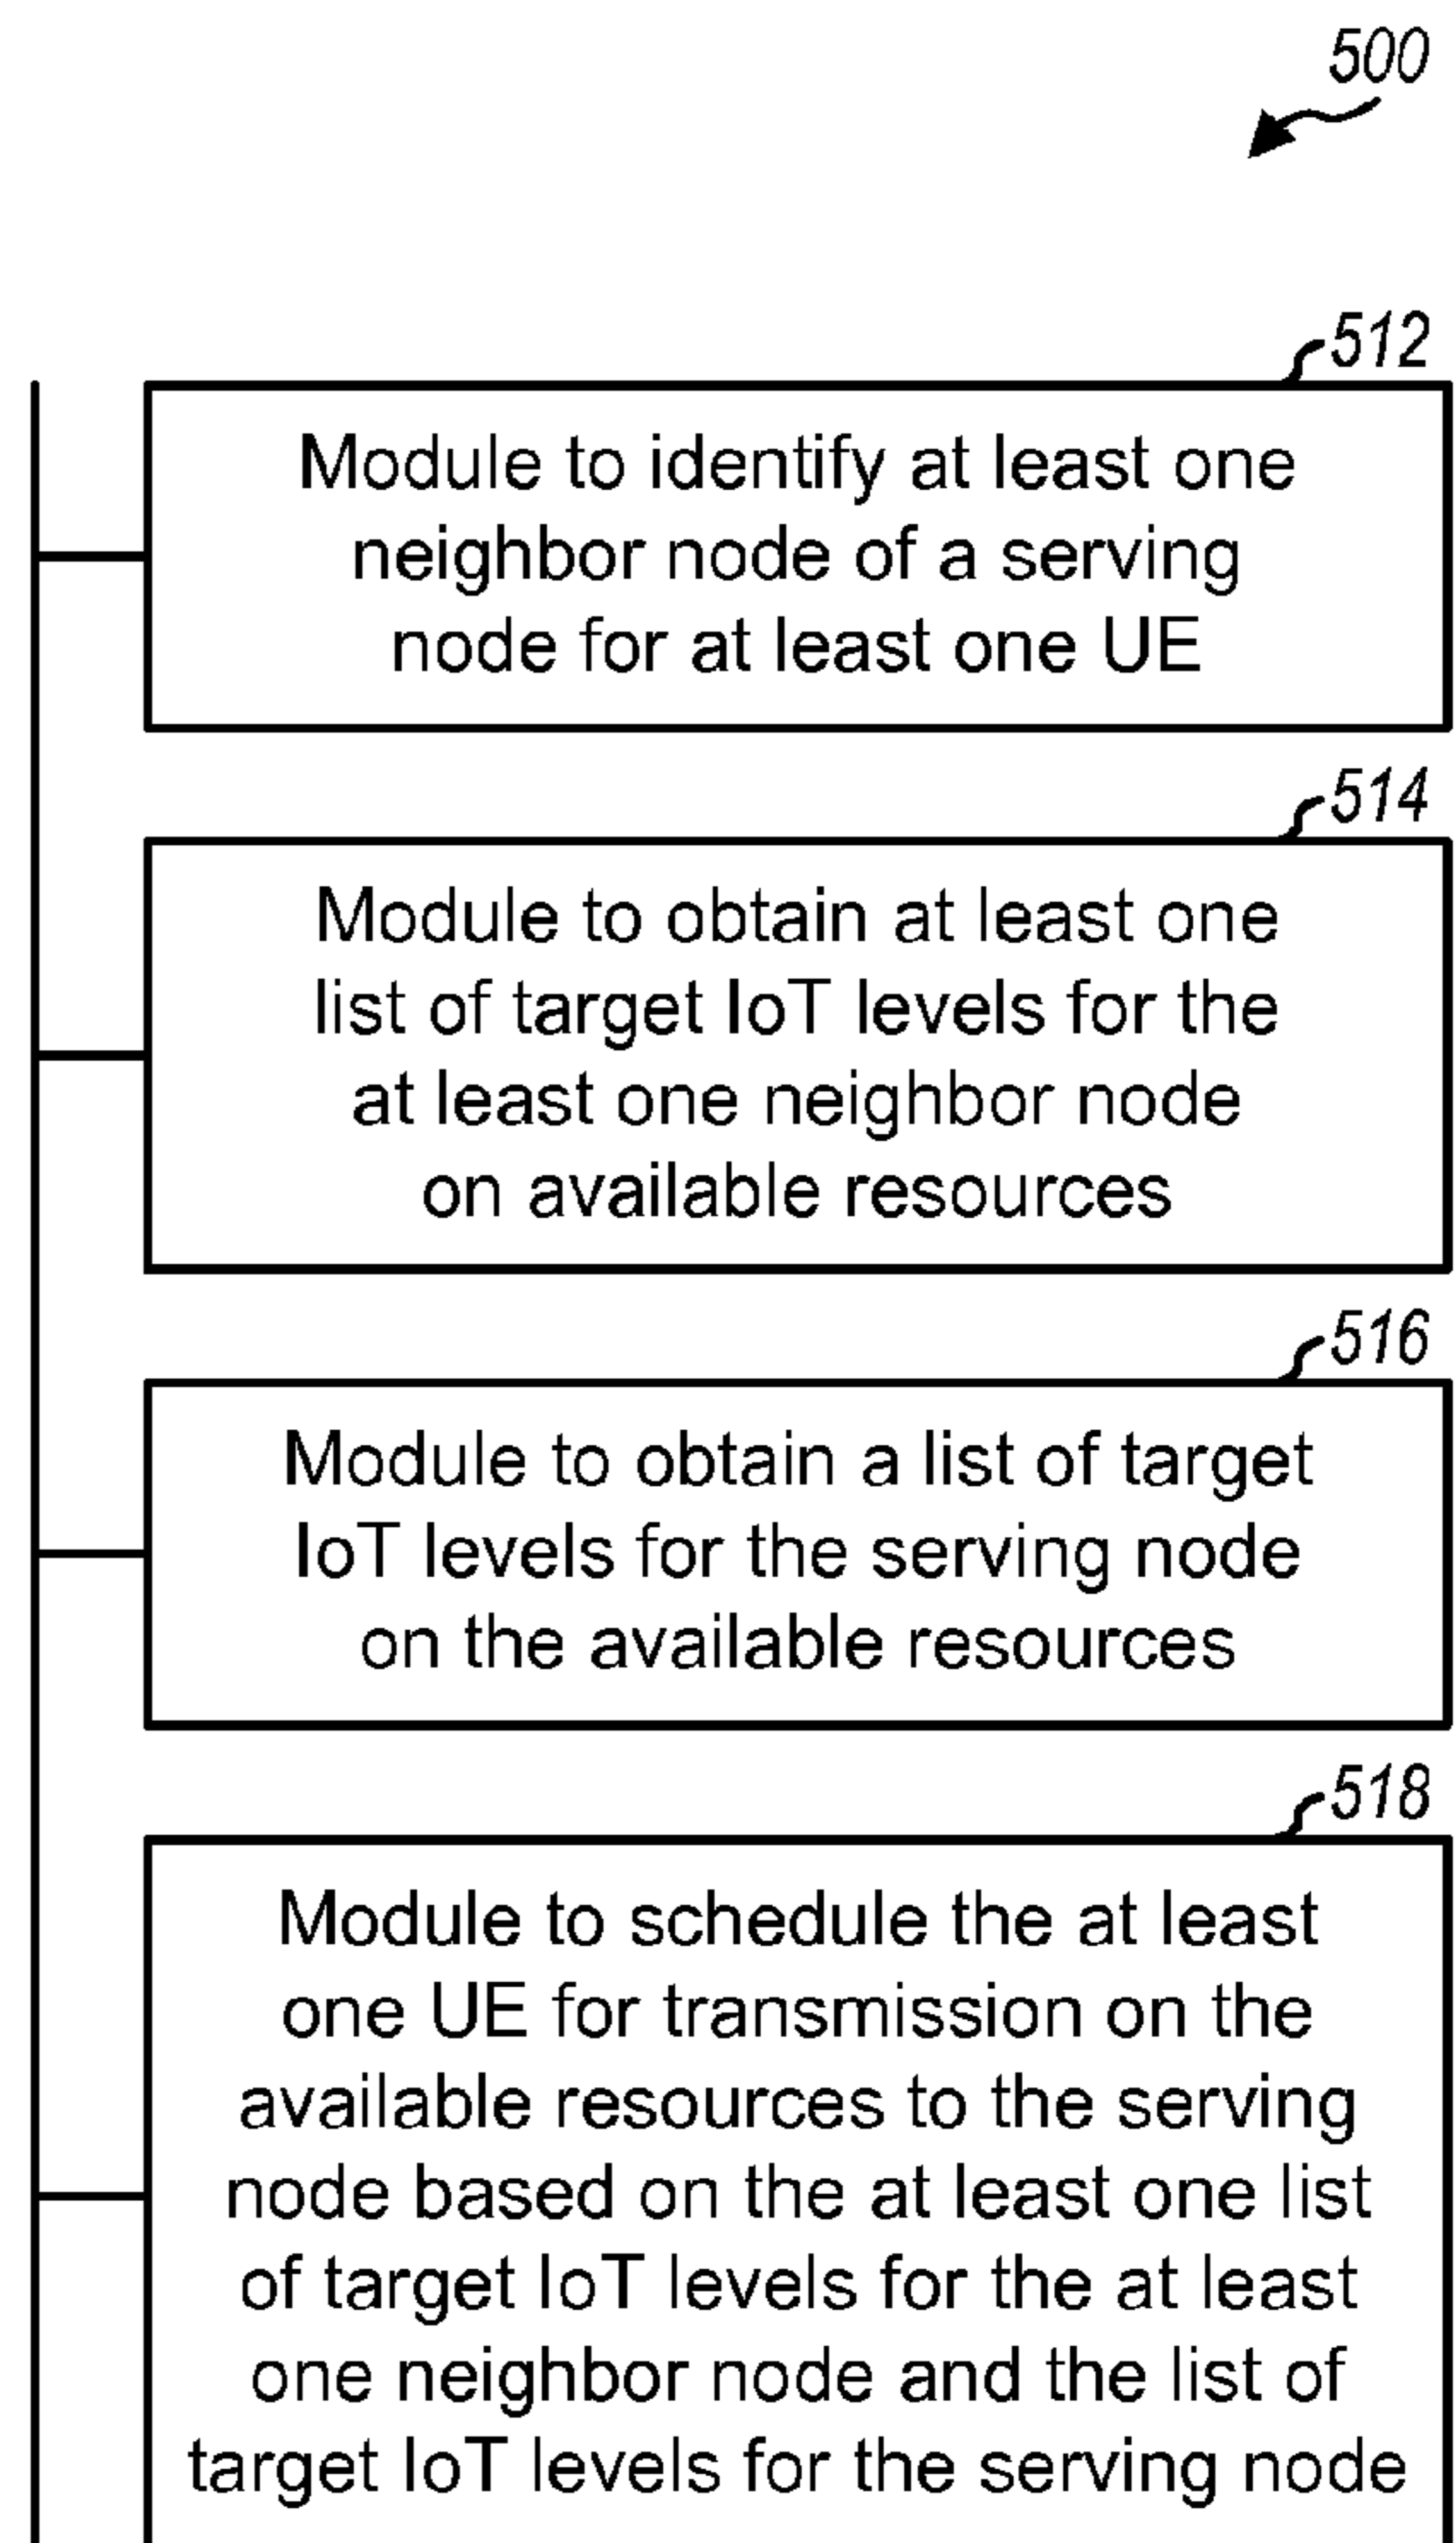 500
512
Module to identify at least one
neighbor node of a serving
node for at least one UE
514
Module to obtain at least one
list of target IoT levels for the
at least one neighbor node
on available resources
516
Module to obtain a list of target
IoT levels for the serving node
on the available resources
518
Module to schedule the at least
one UE for transmission on the
available resources to the serving
node based on the at least one list
of target IoT levels for the at least
one neighbor node and the list of
target IoT levels for the serving node